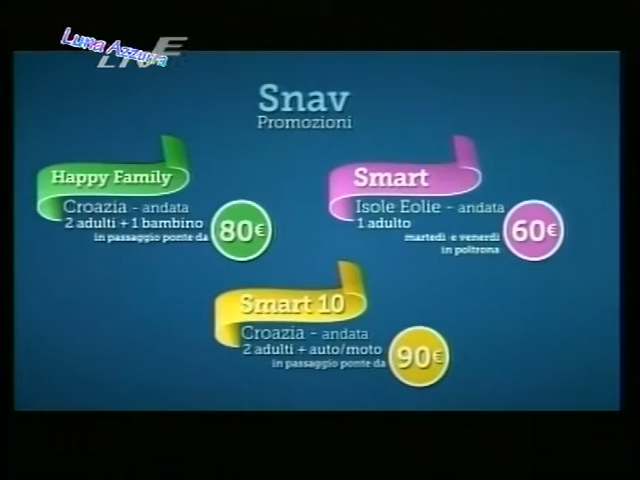 Luna Azzurra
LIVE
Snav
Promozioni
Happy Family
Croazia - andata
2 adulti + 1 bambino
in passaggio ponte da
80€
Smart
Isole Eolie - andata
1 adulto
martedì e venerdì
in poltrona
60€
Smart 10
Croazia - andata
2 adulti + auto/moto
in passaggio ponte da
90€